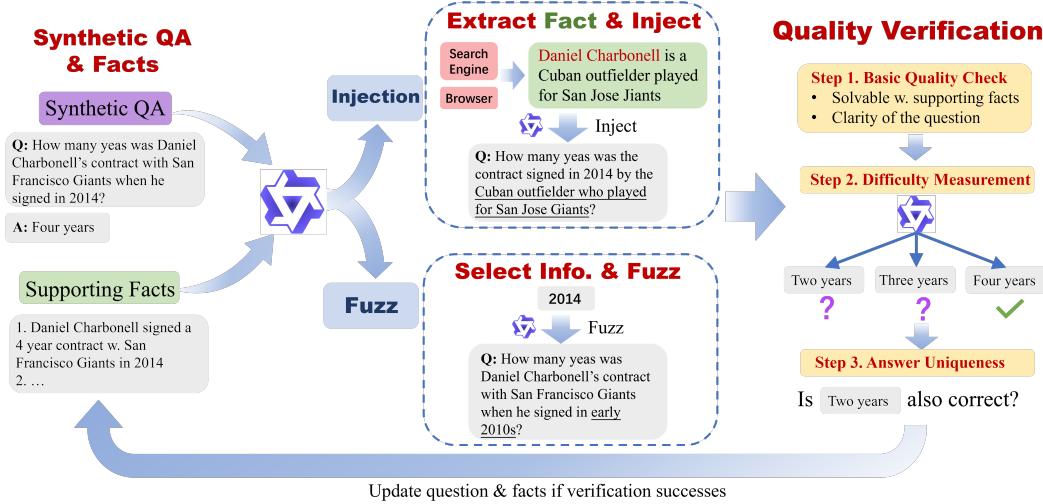 Synthetic QA
& Facts
Synthetic QA
Q: How many yeas was Daniel
Charbonell's contract with San
Francisco Giants when he
signed in 2014?
A: Four years
Supporting Facts
1. Daniel Charbonell signed a
4 year contract w. San
Francisco Giants in 2014
2. …
Injection
Fuzz
Extract Fact & Inject
Search
Engine
Browser
Daniel Charbonell is a
Cuban outfielder played
for San Jose Jiants
Inject
Q: How many yeas was the
contract signed in 2014 by the
Cuban outfielder who played
for San Jose Giants?
Select Info. & Fuzz
2014
Fuzz
Q: How many yeas was
Daniel Charbonell's contract
with San Francisco Giants
when he signed in early
2010s?
Quality Verification
Step 1. Basic Quality Check
• Solvable w. supporting facts
• Clarity of the question
Step 2. Difficulty Measurement
Two years
Three years
Four years
?
?
Step 3. Answer Uniqueness
Is Two years also correct?
Update question & facts if verification successes